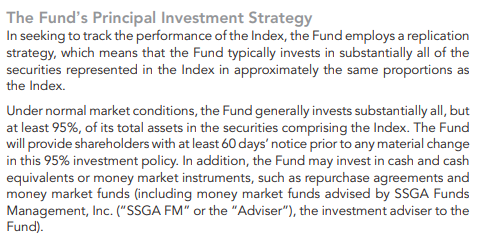 The Fund's Principal Investment Strategy
In seeking to track the performance of the Index, the Fund employs a replication
strategy, which means that the Fund typically invests in substantially all of the
securities represented in the Index in approximately the same proportions as
the Index.
Under normal market conditions, the Fund generally invests substantially all, but
at least 95%, of its total assets in the securities comprising the Index. The Fund
will provide shareholders with at least 60 days' notice prior to any material change
in this 95% investment policy. In addition, the Fund may invest in cash and cash
equivalents or money market instruments, such as repurchase agreements and
money market funds (including money market funds advised by SSGA Funds
Management, Inc. (“SSGA FM” or the “Adviser”), the investment adviser to the
Fund).